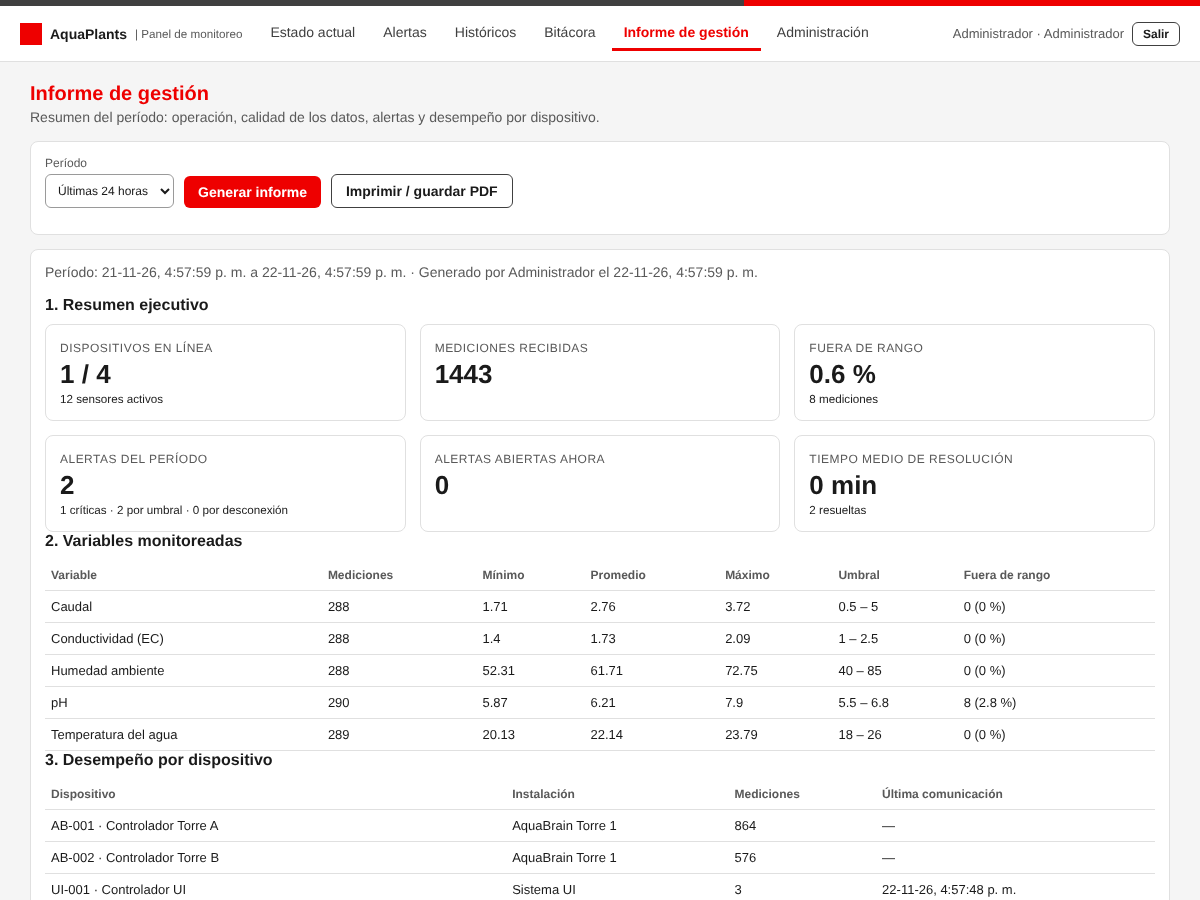 AquaPlants | Panel de monitoreo Estado actual Alertas Históricos Bitácora Informe de gestión Administración Administrador · Administrador Salir
Informe de gestión
Resumen del período: operación, calidad de los datos, alertas y desempeño por dispositivo.
Período
Últimas 24 horas Generar informe Imprimir / guardar PDF
Período: 21-11-26, 4:57:59 p. m. a 22-11-26, 4:57:59 p. m. · Generado por Administrador el 22-11-26, 4:57:59 p. m.
1. Resumen ejecutivo
DISPOSITIVOS EN LÍNEA MEDICIONES RECIBIDAS FUERA DE RANGO
1 / 4 1443 0.6 %
12 sensores activos 8 mediciones
ALERTAS DEL PERÍODO ALERTAS ABIERTAS AHORA TIEMPO MEDIO DE RESOLUCIÓN
2 0 0 min
1 críticas · 2 por umbral · 0 por desconexión 2 resueltas
2. Variables monitoreadas
Variable Mediciones Mínimo Promedio Máximo Umbral Fuera de rango
Caudal 288 1.71 2.76 3.72 0.5 – 5 0 (0 %)
Conductividad (EC) 288 1.4 1.73 2.09 1 – 2.5 0 (0 %)
Humedad ambiente 288 52.31 61.71 72.75 40 – 85 0 (0 %)
pH 290 5.87 6.21 7.9 5.5 – 6.8 8 (2.8 %)
Temperatura del agua 289 20.13 22.14 23.79 18 – 26 0 (0 %)
3. Desempeño por dispositivo
Dispositivo Instalación Mediciones Última comunicación
AB-001 · Controlador Torre A AquaBrain Torre 1 864 —
AB-002 · Controlador Torre B AquaBrain Torre 1 576 —
UI-001 · Controlador UI Sistema UI 3 22-11-26, 4:57:48 p. m.